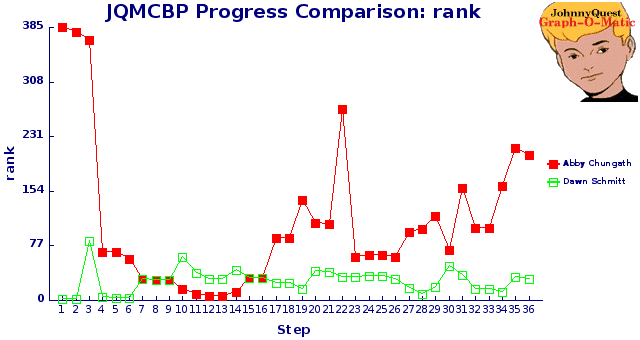 JQMCBP Progress Comparison: rank
JohnnyQuest
Graph-O-Matic
385
308
231
154
77
0
rank
Abby Chungath
Dawn Schmitt
1 2 3 4 5 6 7 8 9 10 11 12 13 14 15 16 17 18 19 20 21 22 23 24 25 26 27 28 29 30 31 32 33 34 35 36
Step